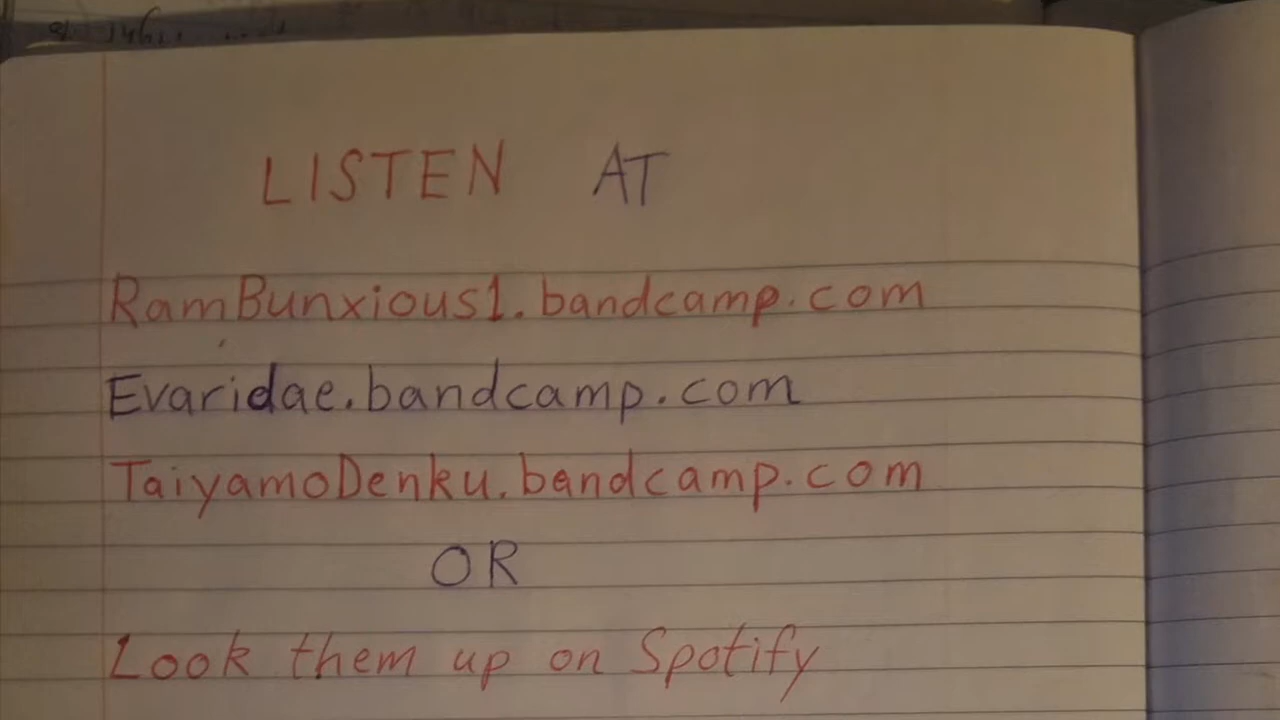 LISTEN AT
RamBunxious1.bandcamp.com
Evaridae.bandcamp.com
TaiyamoDenku.bandcamp.com
OR
Look them up on Spotify